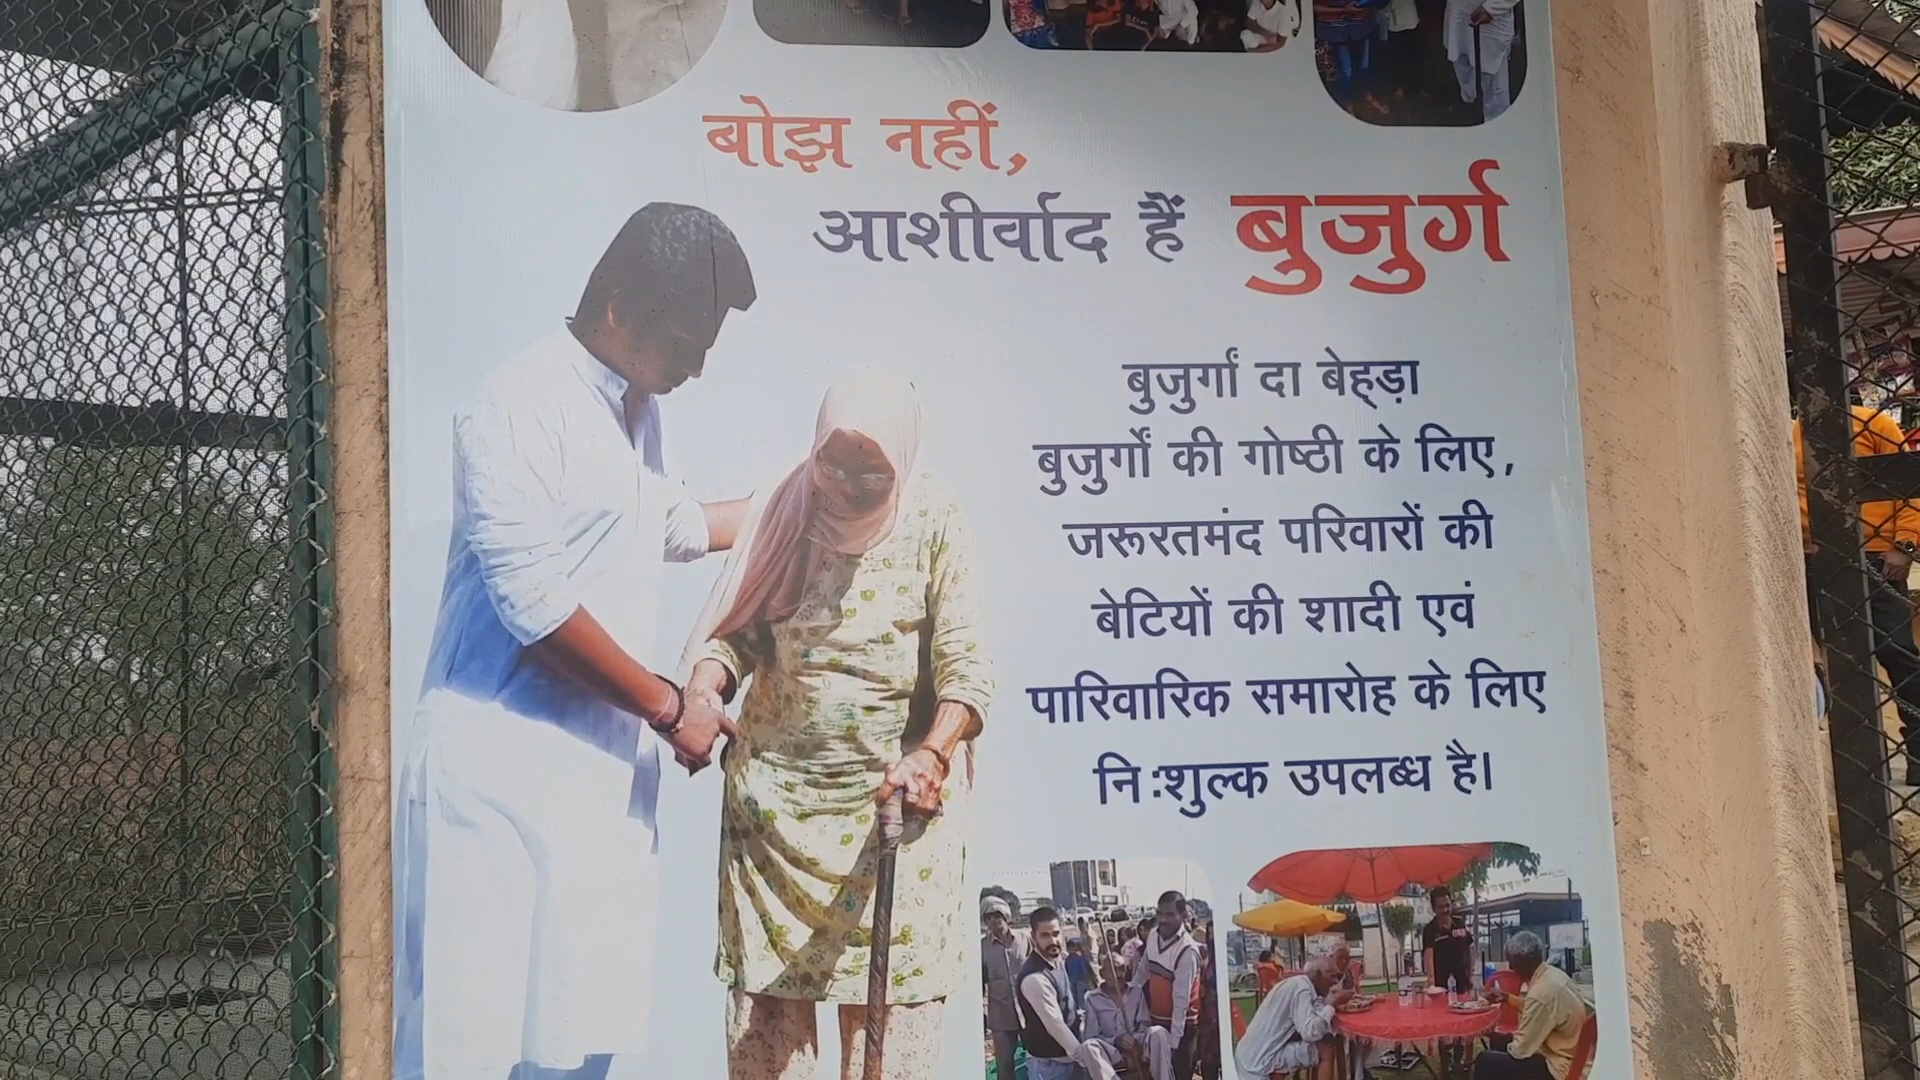 बोझ नहीं,
आशीर्वाद हैं बुजुर्ग
बुजुर्गां दा बेह्ड़ा
बुजुर्गों की गोष्ठी के लिए,
जरूरतमंद परिवारों की
बेटियों की शादी एवं
पारिवारिक समारोह के लिए
निःशुल्क उपलब्ध है।